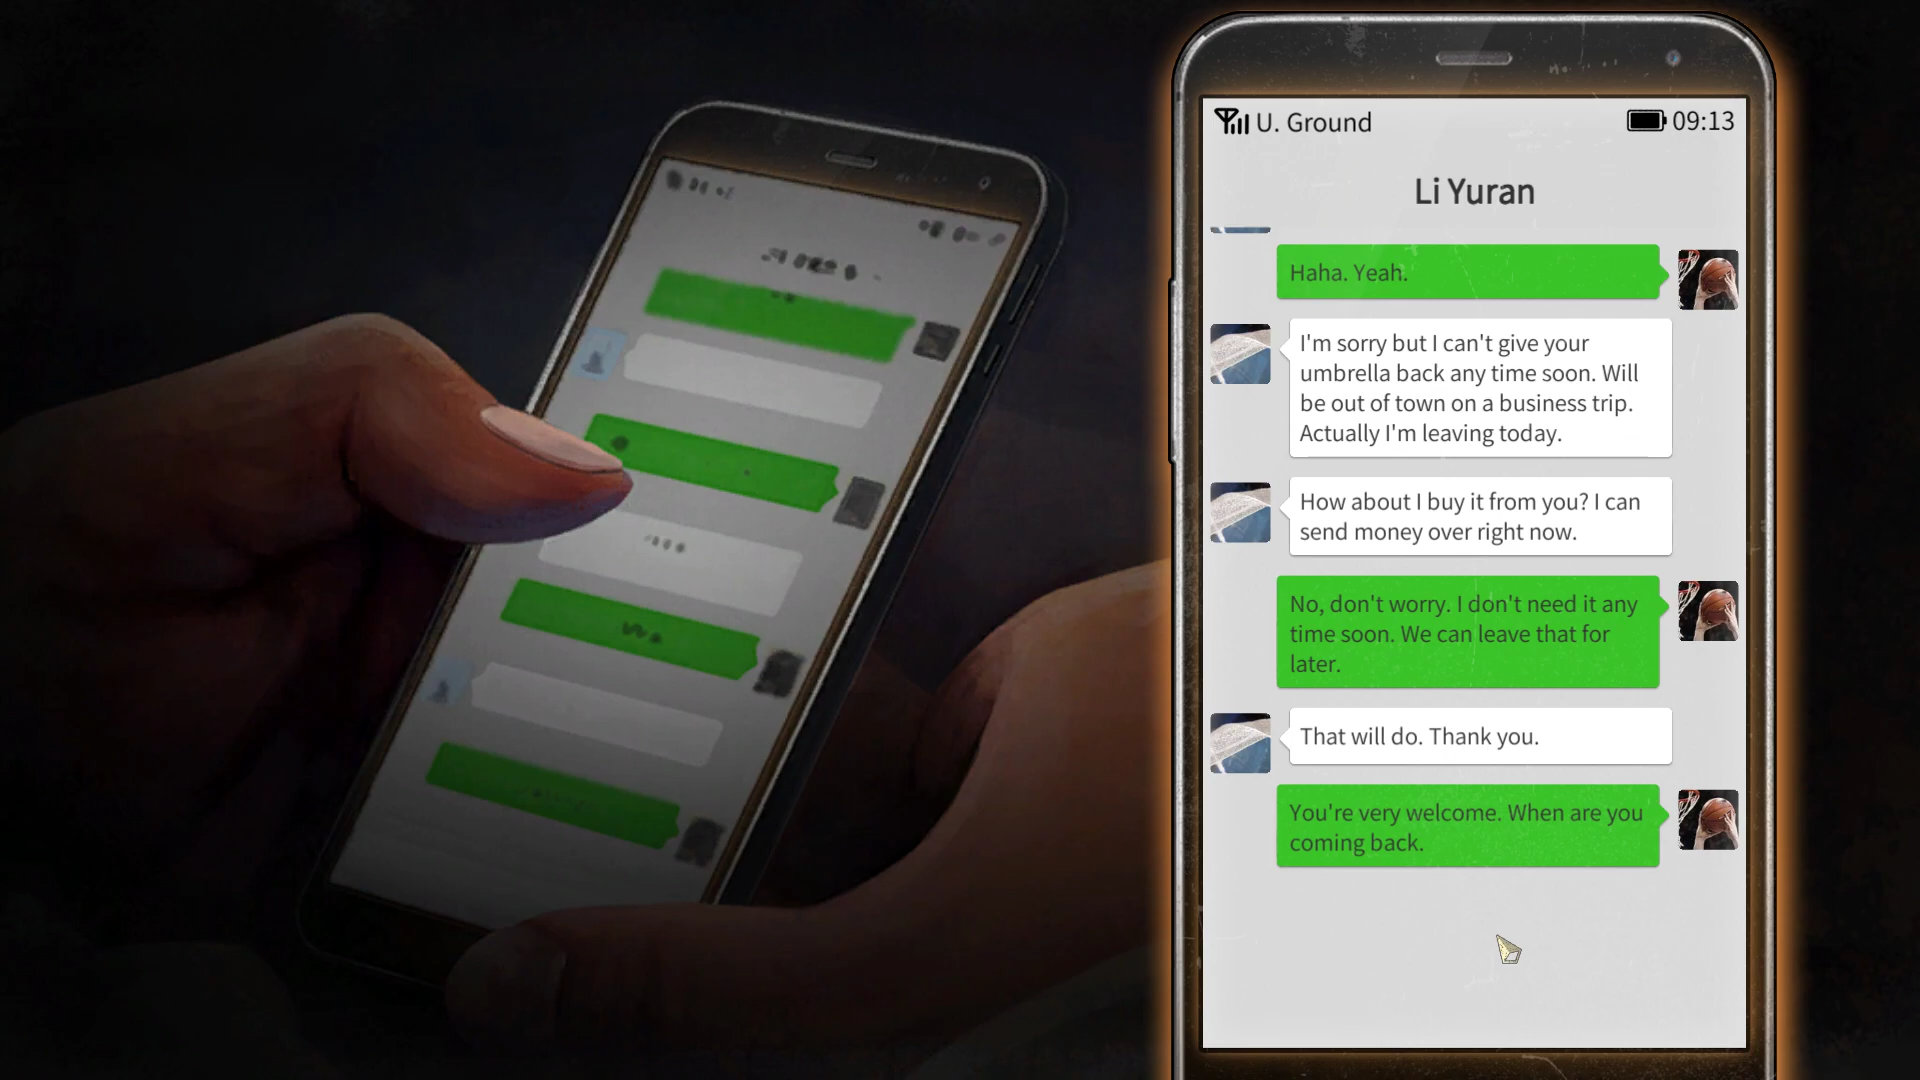 U. Ground
09:13
Li Yuran
Haha. Yeah.
I'm sorry but I can't give your
umbrella back any time soon. Will
be out of town on a business trip.
Actually I'm leaving today.
How about I buy it from you? I can
send money over right now.
No, don't worry. I don't need it any
time soon. We can leave that for
later.
That will do. Thank you.
You're very welcome. When are you
coming back.